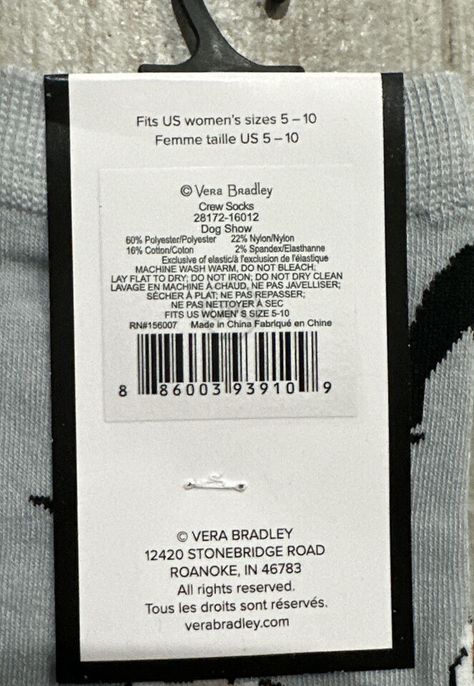 Fits US women's sizes 5 – 10
Femme taille US 5 – 10
© Vera Bradley
Crew Socks
28172-16012
Dog Show
60% Polyester/Polyester 22% Nylon/Nylon
16% Cotton/Coton 2% Spandex/Elasthanne
Exclusive of elastic/à l'exclusion de l'élastique
MACHINE WASH WARM, DO NOT BLEACH;
LAY FLAT TO DRY; DO NOT IRON; DO NOT DRY CLEAN
LAVAGE EN MACHINE À CHAUD, NE PAS JAVELLISER;
SÉCHER À PLAT; NE PAS REPASSER;
NE PAS NETTOYER À SEC
FITS US WOMEN'S SIZE 5-10
RN#156007 Made in China Fabriqué en Chine
8 86003 93910 9
© VERA BRADLEY
12420 STONEBRIDGE ROAD
ROANOKE, IN 46783
All rights reserved.
Tous les droits sont réservés.
verabradley.com